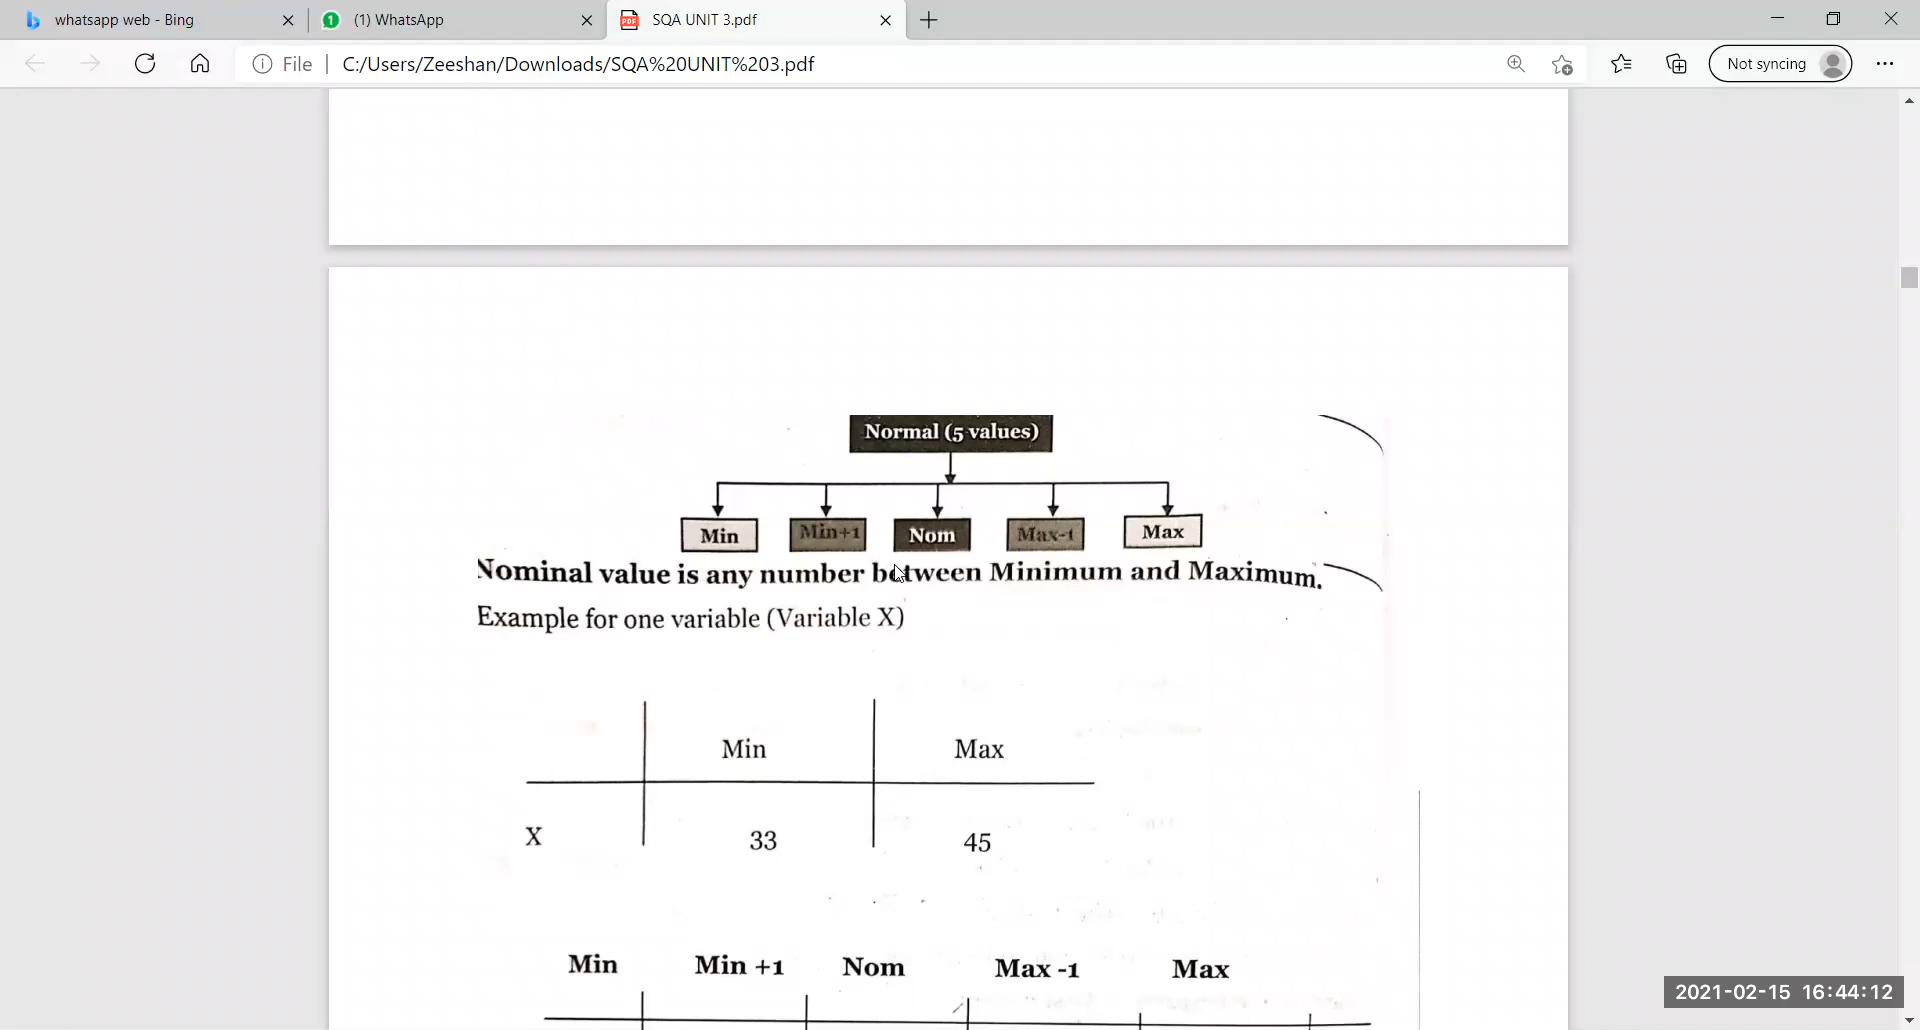 whatsapp web - Bing
1 (1) WhatsApp
PDF SQA UNIT 3.pdf
File C:/Users/Zeeshan/Downloads/SQA%20UNIT%203.pdf
Not syncing
Normal (5 values)
Min Min+1 Nom Max-1 Max
Nominal value is any number between Minimum and Maximum.
Example for one variable (Variable X)
Min Max
X 33 45
Min Min +1 Nom Max -1 Max
2021-02-15 16:44:12